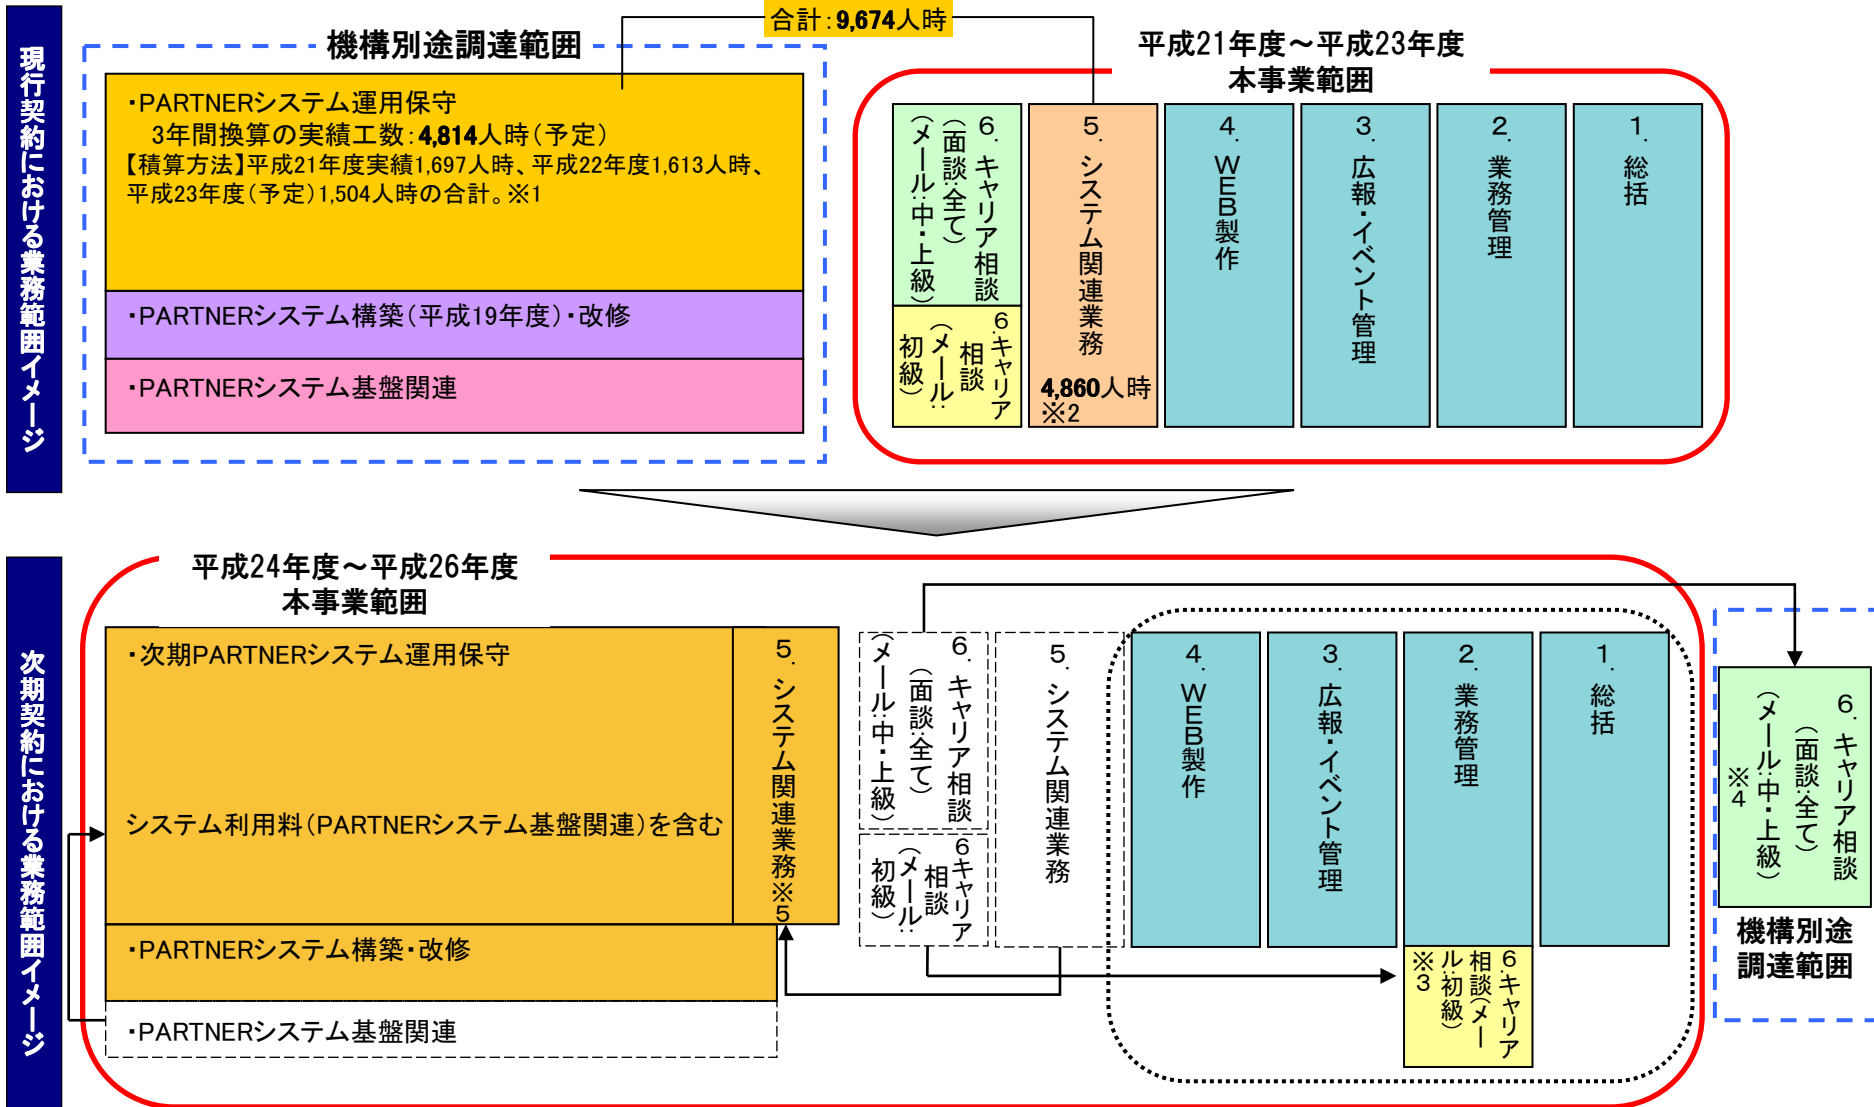 合計：9,674人時
現行契約における業務範囲イメージ
機構別途調達範囲
・PARTNERシステム運用保守
3年間換算の実績工数：4,814人時（予定）
【積算方法】平成21年度実績1,697人時、平成22年度1,613人時、
平成23年度（予定）1,504人時の合計。※1
・PARTNERシステム構築（平成19年度）・改修
・PARTNERシステム基盤関連
平成21年度～平成23年度
本事業範囲
１．総括
２．業務管理
３．広報・イベント管理
４．ＷＥＢ製作
５．システム関連業務
4,860人時
※2
６．キャリア相談
（面談：全て）
（メール：中・上級）
６．キャリア
相談
（メール：
初級）
次期契約における業務範囲イメージ
平成24年度～平成26年度
本事業範囲
・次期PARTNERシステム運用保守
システム利用料（PARTNERシステム基盤関連）を含む
５．システム関連業務※５
・PARTNERシステム構築・改修
・PARTNERシステム基盤関連
６．キャリア相談
（面談：全て）
（メール：中・上級）
６キャリア
相談
（メール：
初級）
５．システム関連業務
４．ＷＥＢ製作
３．広報・イベント管理
２．業務管理
１．総括
６．キャリア
相談（メー
ル：初級）
※３
６．キャリア相談
（面談：全て）
（メール：中・上級）
※４
機構別途
調達範囲